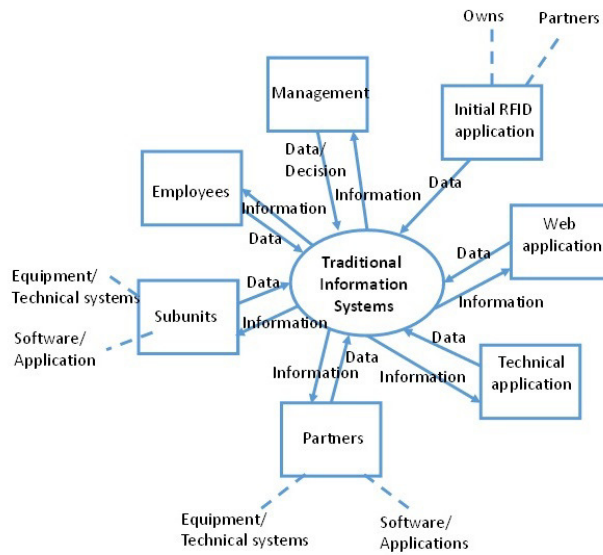 Owns
Partners
Management
Initial RFID
application
Data/
Decision
Information
Data
Employees
Information
Data
Web
application
Data
Information
Traditional
Information
Systems
Equipment/
Technical systems
Subunits
Data
Information
Software/
Application
Data
Information
Technical
application
Information
Data
Partners
Equipment/
Technical systems
Software/
Applications